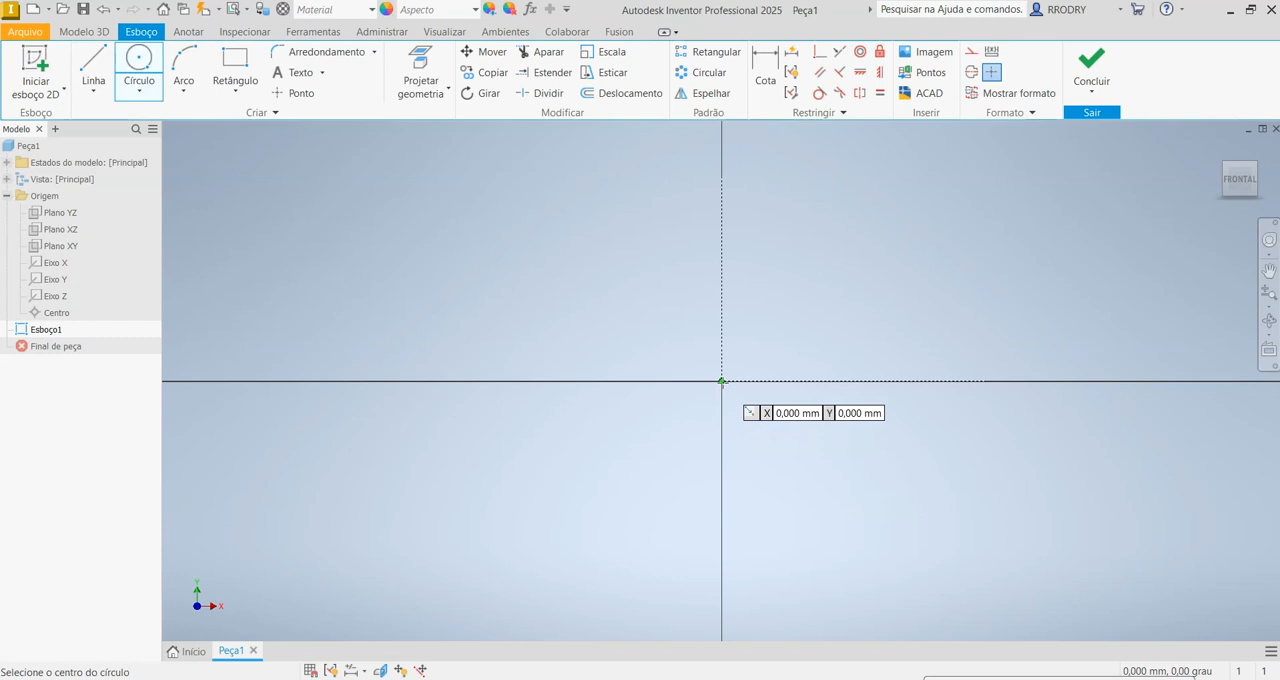 Material
Aspecto
Autodesk Inventor Professional 2025 Peça1
Pesquisar na Ajuda e comandos.
RRODRY
Arquivo
Modelo 3D
Esboço
Anotar
Inspecionar
Ferramentas
Administrar
Visualizar
Ambientes
Colaborar
Fusion
Iniciar
esboço 2D
Linha
Círculo
Arco
Retângulo
Arredondamento
Texto
Ponto
Projetar
geometria
Mover
Copiar
Girar
Aparar
Estender
Dividir
Escala
Esticar
Deslocamento
Retangular
Circular
Espelhar
Cota
Imagem
Pontos
ACAD
Mostrar formato
Concluir
Esboço
Criar
Modificar
Padrão
Restringir
Inserir
Formato
Sair
Modelo
Peça1
Estados do modelo: [Principal]
Vista: [Principal]
Origem
Plano YZ
Plano XZ
Plano XY
Eixo X
Eixo Y
Eixo Z
Centro
Esboço1
Final de peça
FRONTAL
X 0,000 mm Y 0,000 mm
Y
X
Início
Peça1
Selecione o centro do círculo
0,000 mm, 0,00 grau
1
1